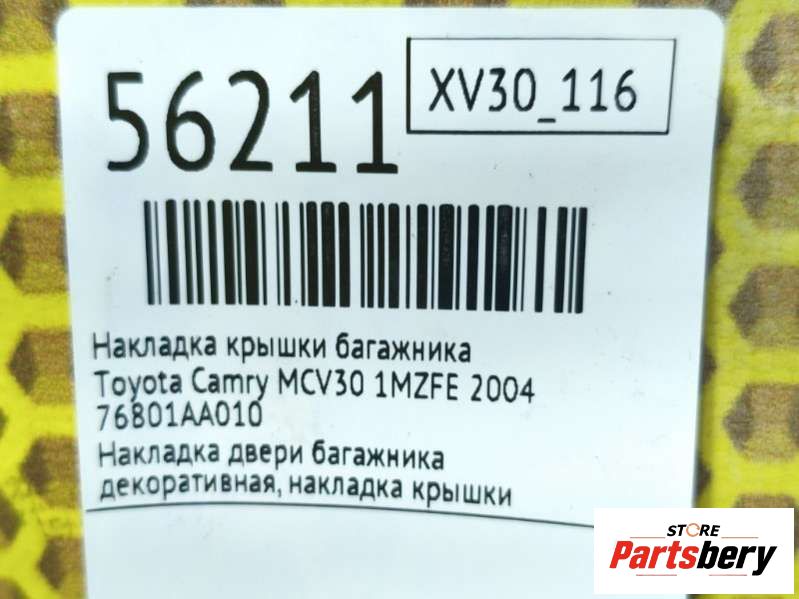 56211
XV30_116
Накладка крышки багажника
Toyota Camry MCV30 1MZFE 2004
76801AA010
Накладка двери багажника
декоративная, накладка крышки
STORE
Partsbery